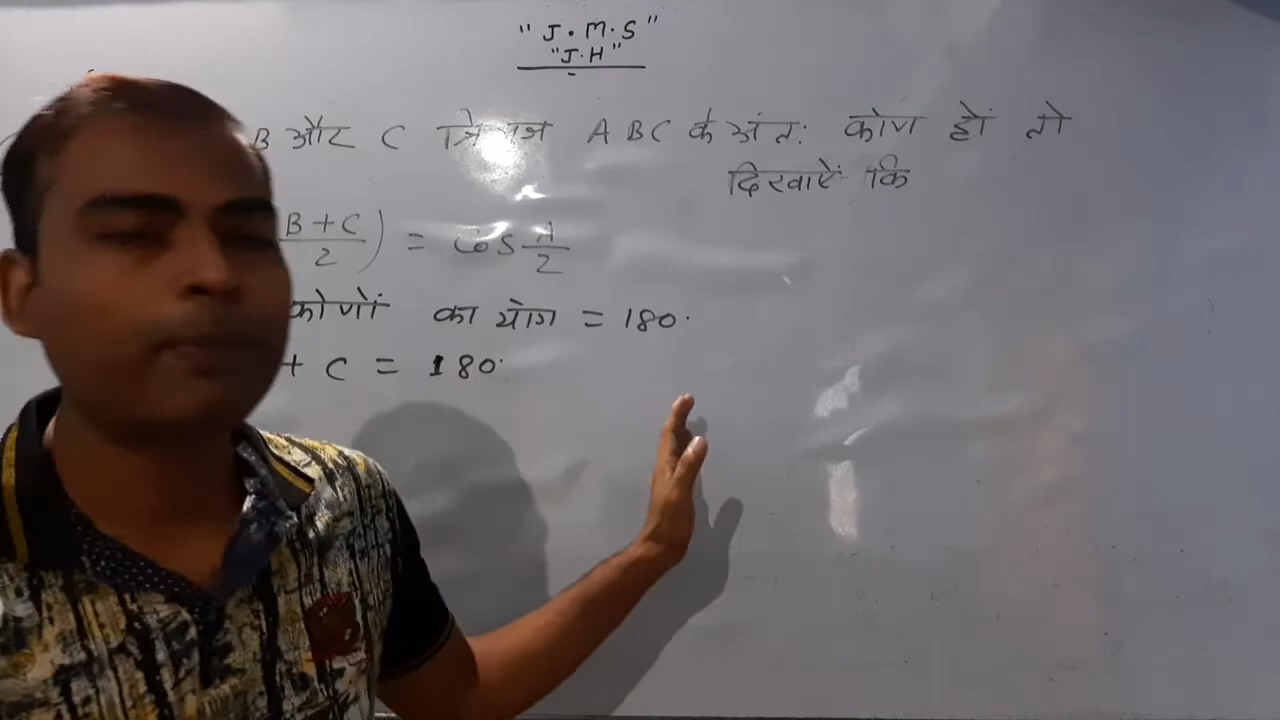 "J.M.S"
"J.H"
B और C त्रिभुज ABC के अंत: कोण हों तो
दिखाऐं कि
B+C/2) = cos A/2
कोणों का योग = 180°
+ C = 180°